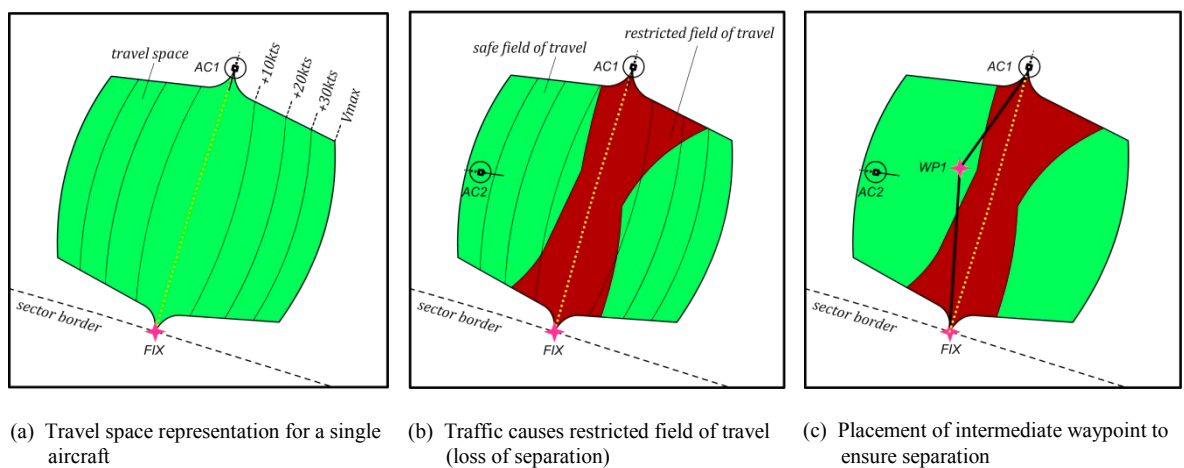 travel space
AC1
+10kts
+20kts
+30kts
Vmax
sector border
FIX
safe field of travel
restricted field of travel
AC1
AC2
sector border
FIX
AC1
WP1
AC2
sector border
FIX
(a) Travel space representation for a single
aircraft
(b) Traffic causes restricted field of travel
(loss of separation)
(c) Placement of intermediate waypoint to
ensure separation